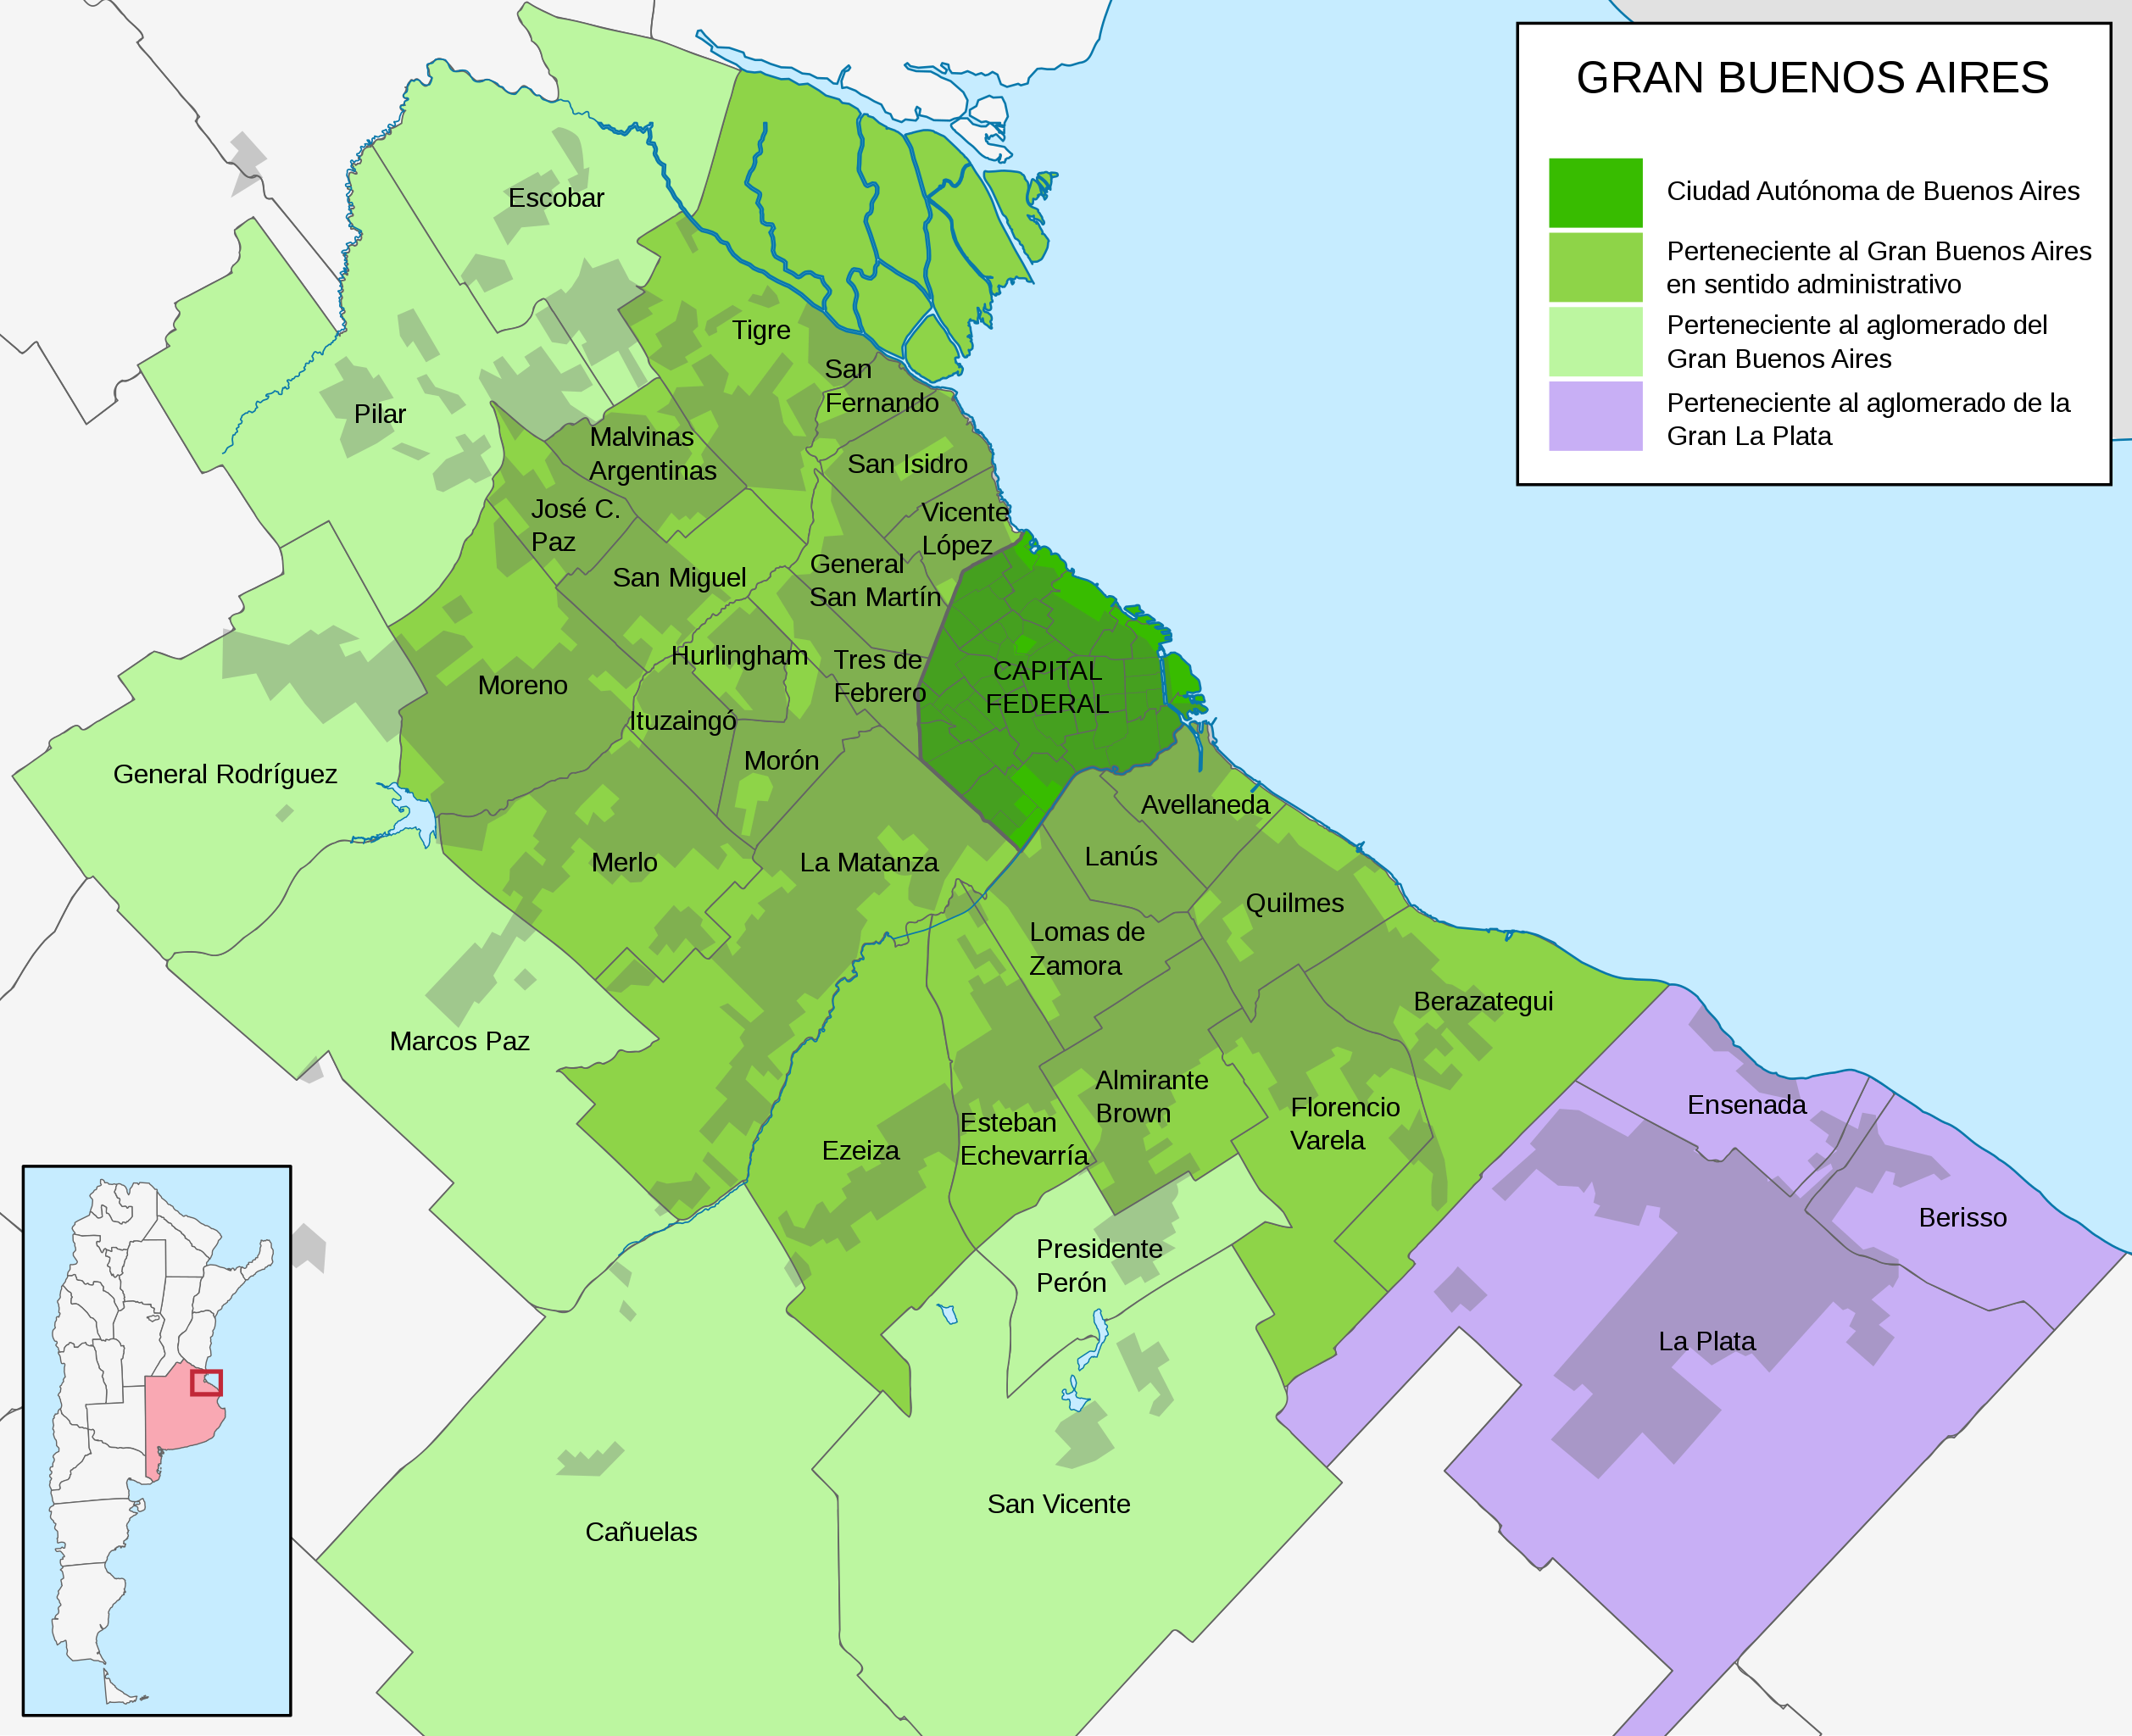 GRAN BUENOS AIRES
Ciudad Autónoma de Buenos Aires
Perteneciente al Gran Buenos Aires
en sentido administrativo
Perteneciente al aglomerado del
Gran Buenos Aires
Perteneciente al aglomerado de la
Gran La Plata
Escobar
Tigre
San
Fernando
Pilar
Malvinas
Argentinas
San Isidro
José C.
Paz
Vicente
López
San Miguel
General
San Martín
Hurlingham
Tres de
Febrero
CAPITAL
FEDERAL
Moreno
Ituzaingó
Morón
General Rodríguez
Avellaneda
Merlo
La Matanza
Lanús
Quilmes
Lomas de
Zamora
Berazategui
Marcos Paz
Almirante
Brown
Florencio
Varela
Ensenada
Esteban
Echevarría
Ezeiza
Berisso
Presidente
Perón
La Plata
San Vicente
Cañuelas